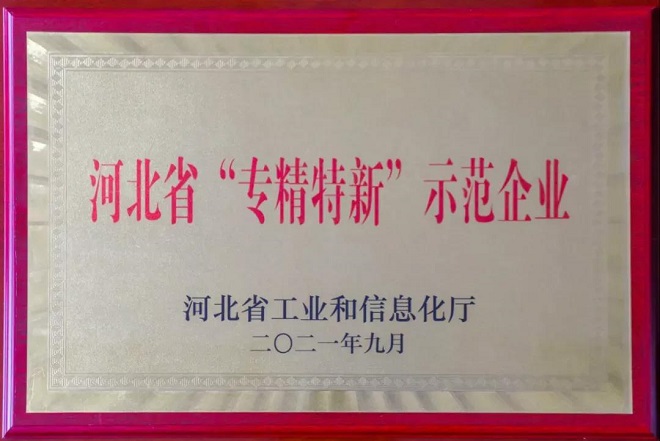 河北省“专精特新”示范企业
河北省工业和信息化厅
二〇二一年九月